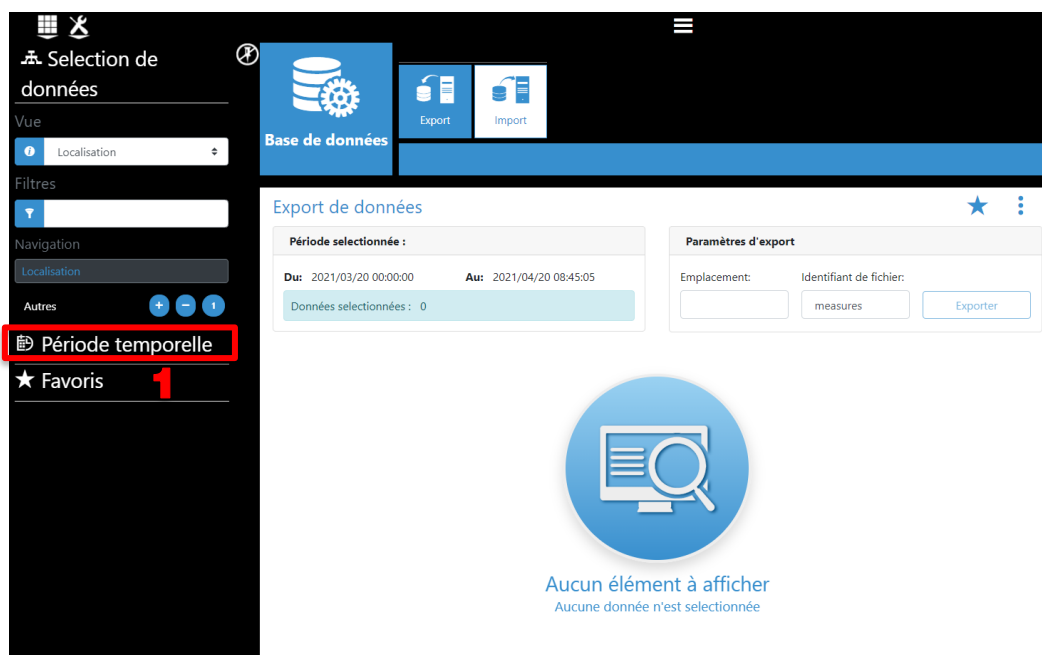 Selection de
données
Vue
Localisation
Filtres
Navigation
Localisation
Autres
1
Période temporelle
1
Favoris
Base de données
Export
Import
Export de données
Période selectionnée :
Du: 2021/03/20 00:00:00 Au: 2021/04/20 08:45:05
Données selectionnées : 0
Paramètres d'export
Emplacement: Identifiant de fichier:
measures
Exporter
Aucun élément à afficher
Aucune donnée n'est selectionnée